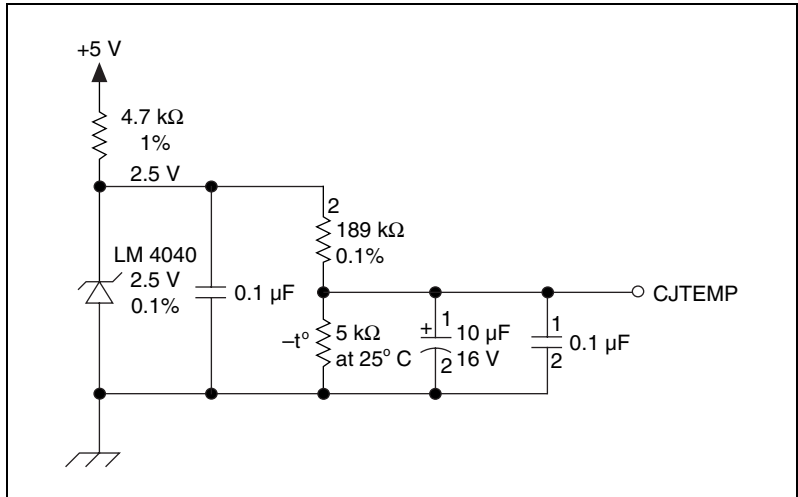 +5 V
4.7 kΩ
1%
2.5 V
2
189 kΩ
0.1%
LM 4040
2.5 V
0.1%
0.1 µF
CJTEMP
–t°
5 kΩ
at 25° C
+
1
10 µF
2
16 V
1
0.1 µF
2